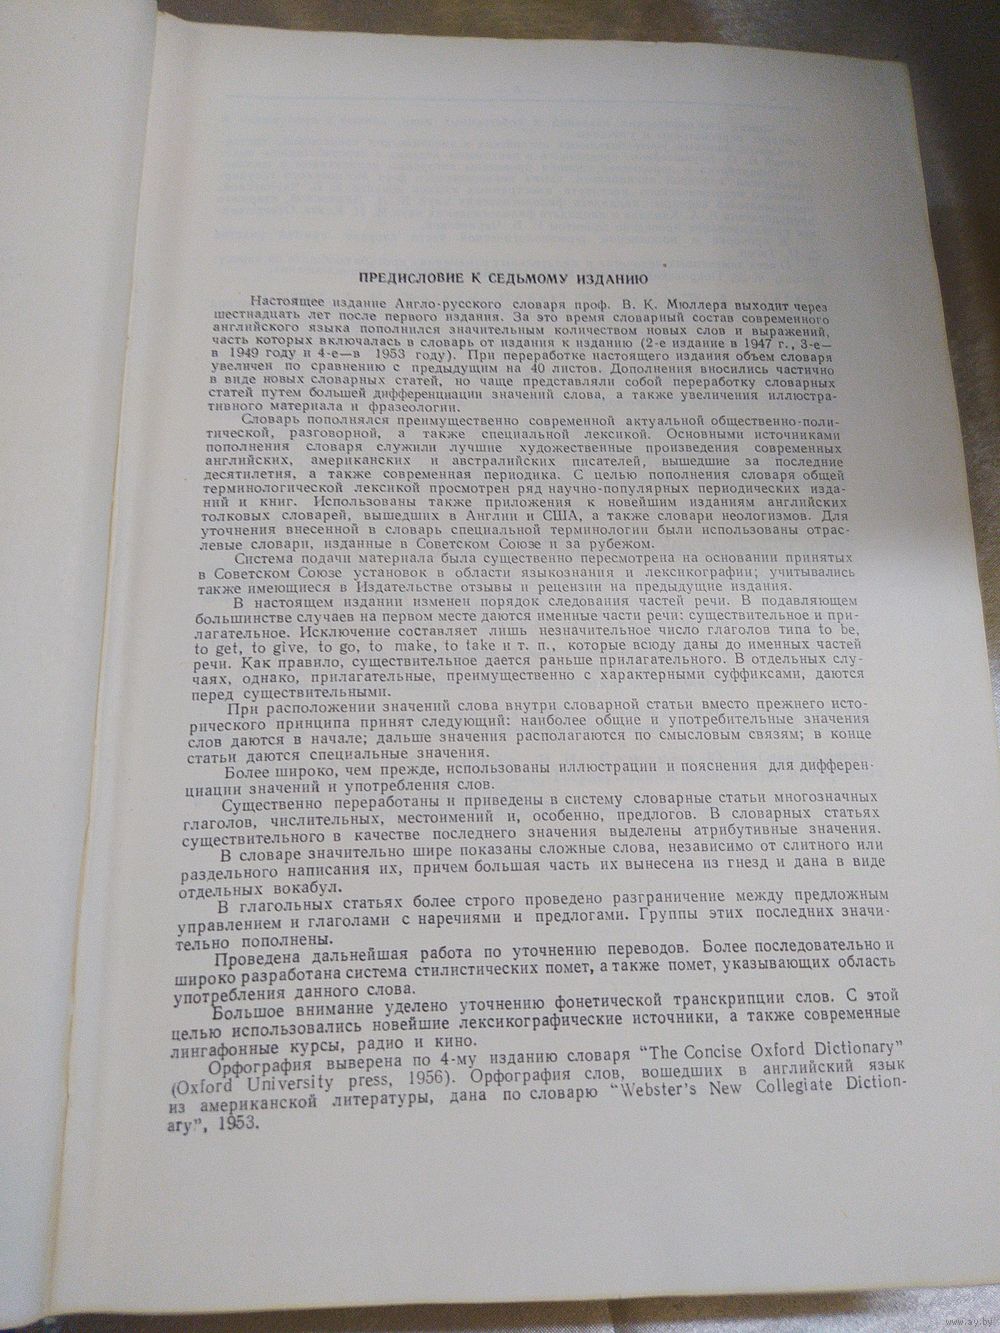 ПРЕДИСЛОВИЕ К СЕДЬМОМУ ИЗДАНИЮ
Настоящее издание Англо-русского словаря проф. В. К. Мюллера выходит через
шестнадцать лет после первого издания. За это время словарный состав современного
английского языка пополнился значительным количеством новых слов и выражений,
часть которых включалась в словарь от издания к изданию (2-е издание в 1947 г., 3-е—
в 1949 году и 4-е—в 1953 году). При переработке настоящего издания объем словаря
увеличен по сравнению с предыдущим на 40 листов. Дополнения вносились частично
в виде новых словарных статей, но чаще представляли собой переработку словарных
статей путем большей дифференциации значений слова, а также увеличения иллюстра-
тивного материала и фразеологии.
Словарь пополнялся преимущественно современной актуальной общественно-поли-
тической, разговорной, а также специальной лексикой. Основными источниками
пополнения словаря служили лучшие художественные произведения современных
английских, американских и австралийских писателей, вышедшие за последние
десятилетия, а также современная периодика. С целью пополнения словаря общей
терминологической лексикой просмотрен ряд научно-популярных периодических изда-
ний и книг. Использованы также приложения к новейшим изданиям английских
толковых словарей, вышедших в Англии и США, а также словари неологизмов. Для
уточнения внесенной в словарь специальной терминологии были использованы отрас-
левые словари, изданные в Советском Союзе и за рубежом.
Система подачи материала была существенно пересмотрена на основании принятых
в Советском Союзе установок в области языкознания и лексикографии; учитывались
также имеющиеся в Издательстве отзывы и рецензии на предыдущие издания.
В настоящем издании изменен порядок следования частей речи. В подавляющем
большинстве случаев на первом месте даются именные части речи: существительное и при-
лагательное. Исключение составляет лишь незначительное число глаголов типа to be,
to get, to give, to go, to make, to take и т. п., которые всюду даны до именных частей
речи. Как правило, существительное дается раньше прилагательного. В отдельных слу-
чаях, однако, прилагательные, преимущественно с характерными суффиксами, даются
перед существительными.
При расположении значений слова внутри словарной статьи вместо прежнего исто-
рического принципа принят следующий: наиболее общие и употребительные значения
слов даются в начале; дальше значения располагаются по смысловым связям; в конце
статьи даются специальные значения.
Более широко, чем прежде, использованы иллюстрации и пояснения для дифферен-
циации значений и употребления слов.
Существенно переработаны и приведены в систему словарные статьи многозначных
глаголов, числительных, местоимений и, особенно, предлогов. В словарных статьях
существительного в качестве последнего значения выделены атрибутивные значения.
В словаре значительно шире показаны сложные слова, независимо от слитного или
раздельного написания их, причем большая часть их вынесена из гнезд и дана в виде
отдельных вокабул.
В глагольных статьях более строго проведено разграничение между предложным
управлением и глаголами с наречиями и предлогами. Группы этих последних значи-
тельно пополнены.
Проведена дальнейшая работа по уточнению переводов. Более последовательно и
широко разработана система стилистических помет, а также помет, указывающих область
употребления данного слова.
Большое внимание уделено уточнению фонетической транскрипции слов. С этой
целью использовались новейшие лексикографические источники, а также современные
лингафонные курсы, радио и кино.
Орфография выверена по 4-му изданию словаря “The Concise Oxford Dictionary”
(Oxford University press, 1956). Орфография слов, вошедших в английский язык
из американской литературы, дана по словарю “Webster’s New Collegiate Diction-
ary”, 1953.
www.ay.by